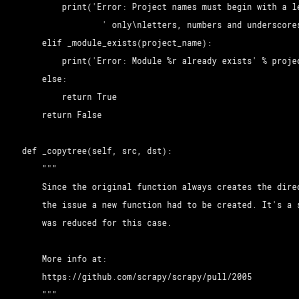 print('Error: Project names must begin with a
' only\nletters, numbers and underscores
elif _module_exists(project_name):
print('Error: Module %r already exists' %
else:
return True
return False
def _copytree(self, src, dst):
"""
Since the original function always creates the
the issue a new function had to be created. It's a
was reduced for this case.
More info at:
https://github.com/scrapy/scrapy/pull/2005
"""